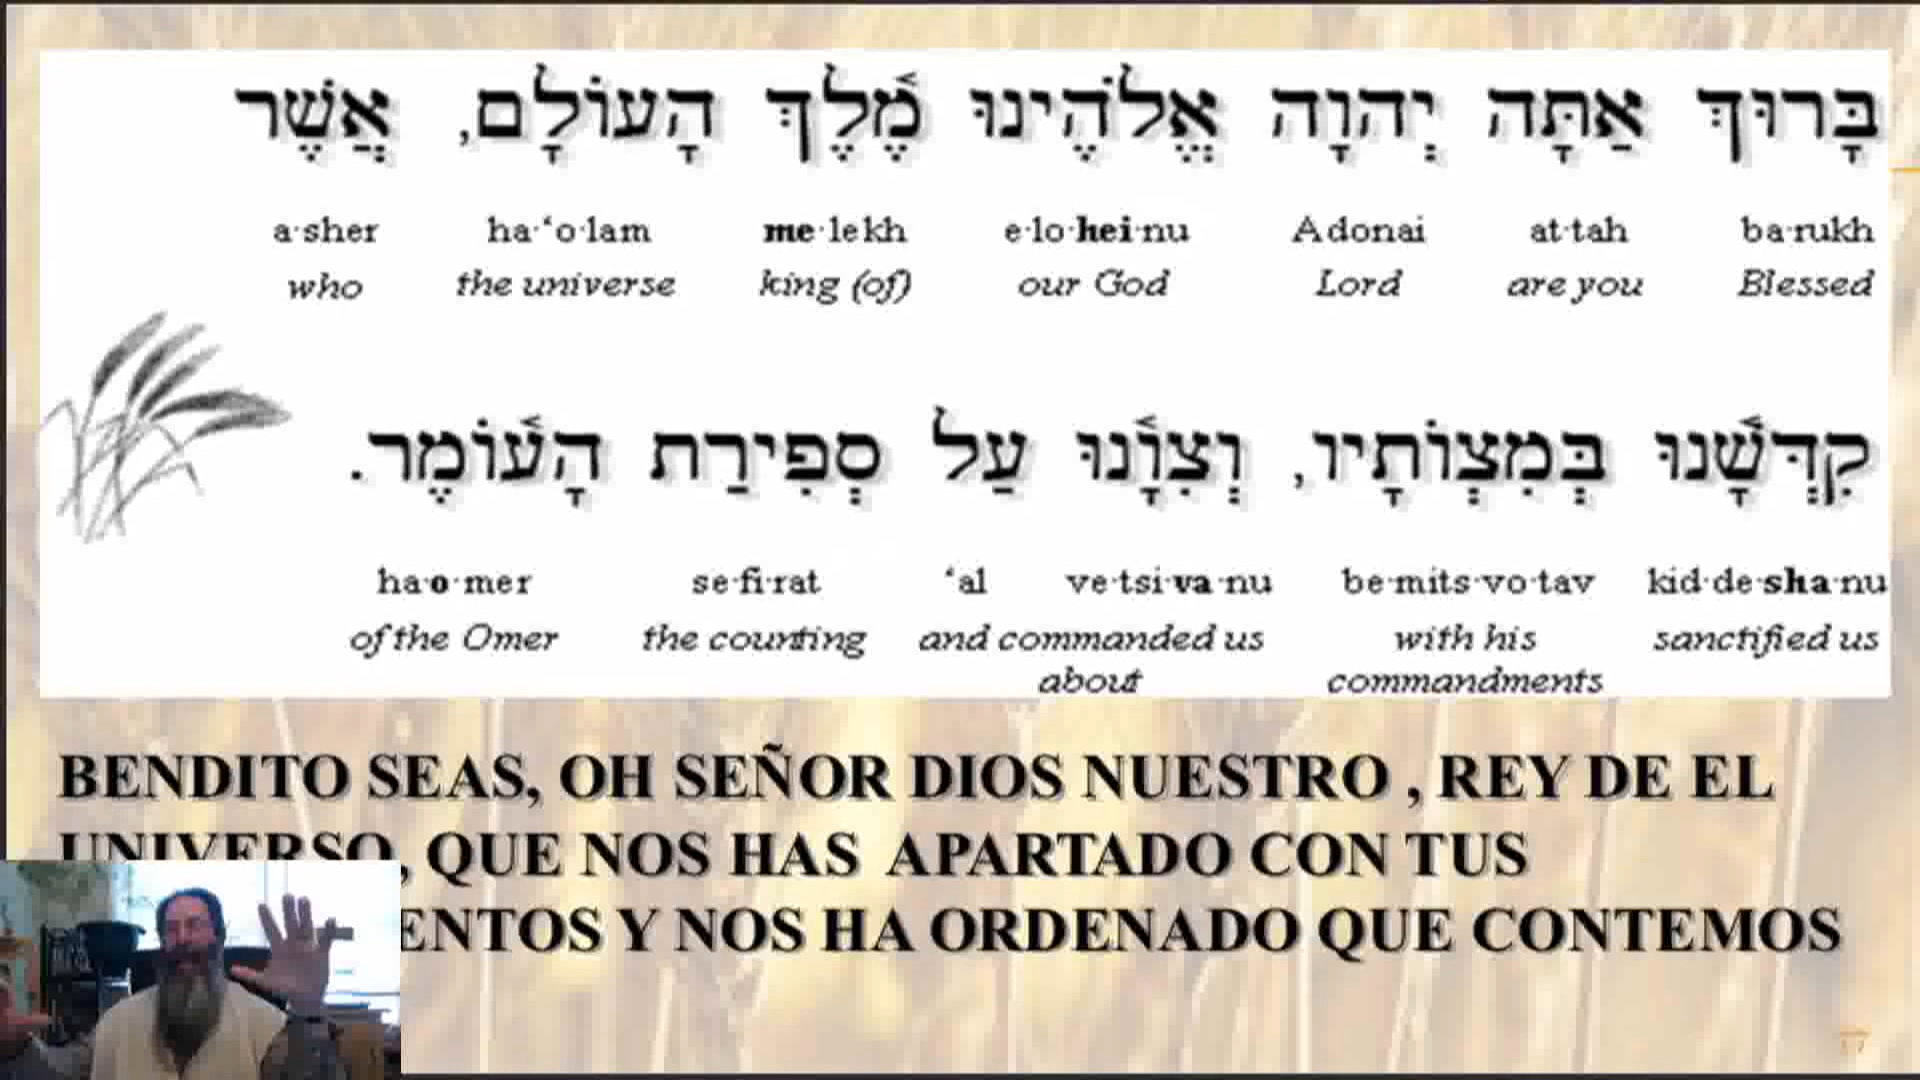 בָּרוּךְ אַתָּה יְהוָה אֱלֹהֵינוּ מֶ֫לֶךְ הָעוֹלָם, אֲשֶׁר
a·sher ha·‘o·lam me·lekh e·lo·hei·nu Adonai at·tah ba·rukh
who the universe king (of) our God Lord are you Blessed
קִדְּשָׁ֫נוּ בְּמִצְוֹתָיו, וְצִוָּ֫נוּ עַל סְפִירַת הָעֹ֫וֹמֶר.
ha·o·mer se·fi·rat ‘al ve·tsi·va·nu be·mits·vo·tav kid·de·sha·nu
of the Omer the counting and commanded us with his sanctified us
about commandments
BENDITO SEAS, OH SEÑOR DIOS NUESTRO , REY DE EL
UNIVERSO, QUE NOS HAS APARTADO CON TUS
ENTOS Y NOS HA ORDENADO QUE CONTEMOS
17